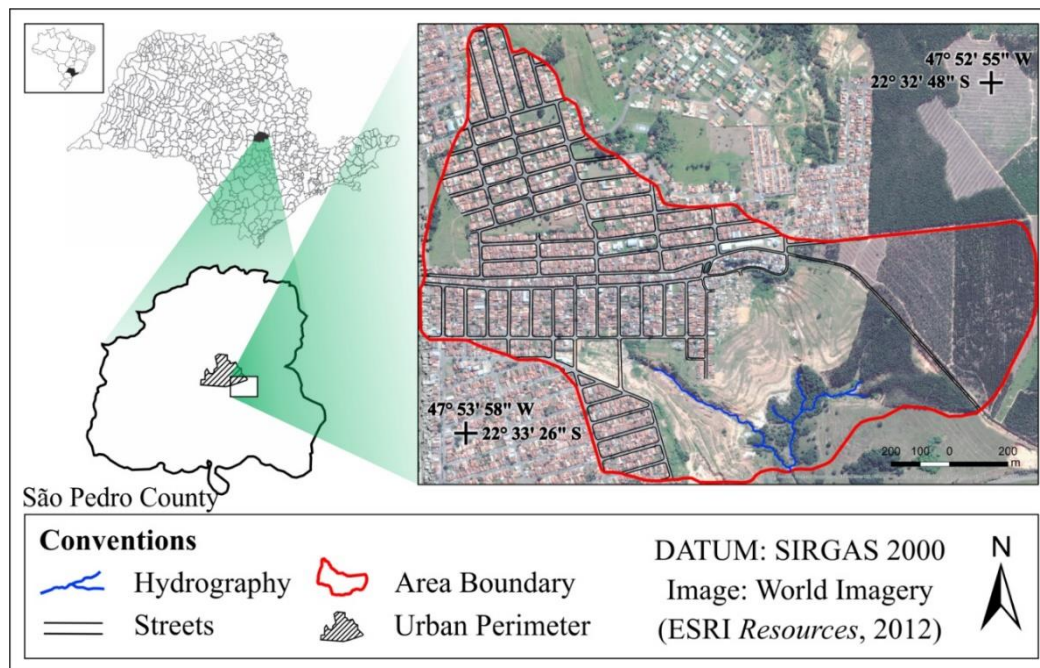 47° 52' 55" W
22° 32' 48" S
47° 53' 58" W
22° 33' 26" S
200 100 0 200
m
São Pedro County
Conventions
Hydrography
Area Boundary
Streets
Urban Perimeter
DATUM: SIRGAS 2000
Image: World Imagery
(ESRI Resources, 2012)
N